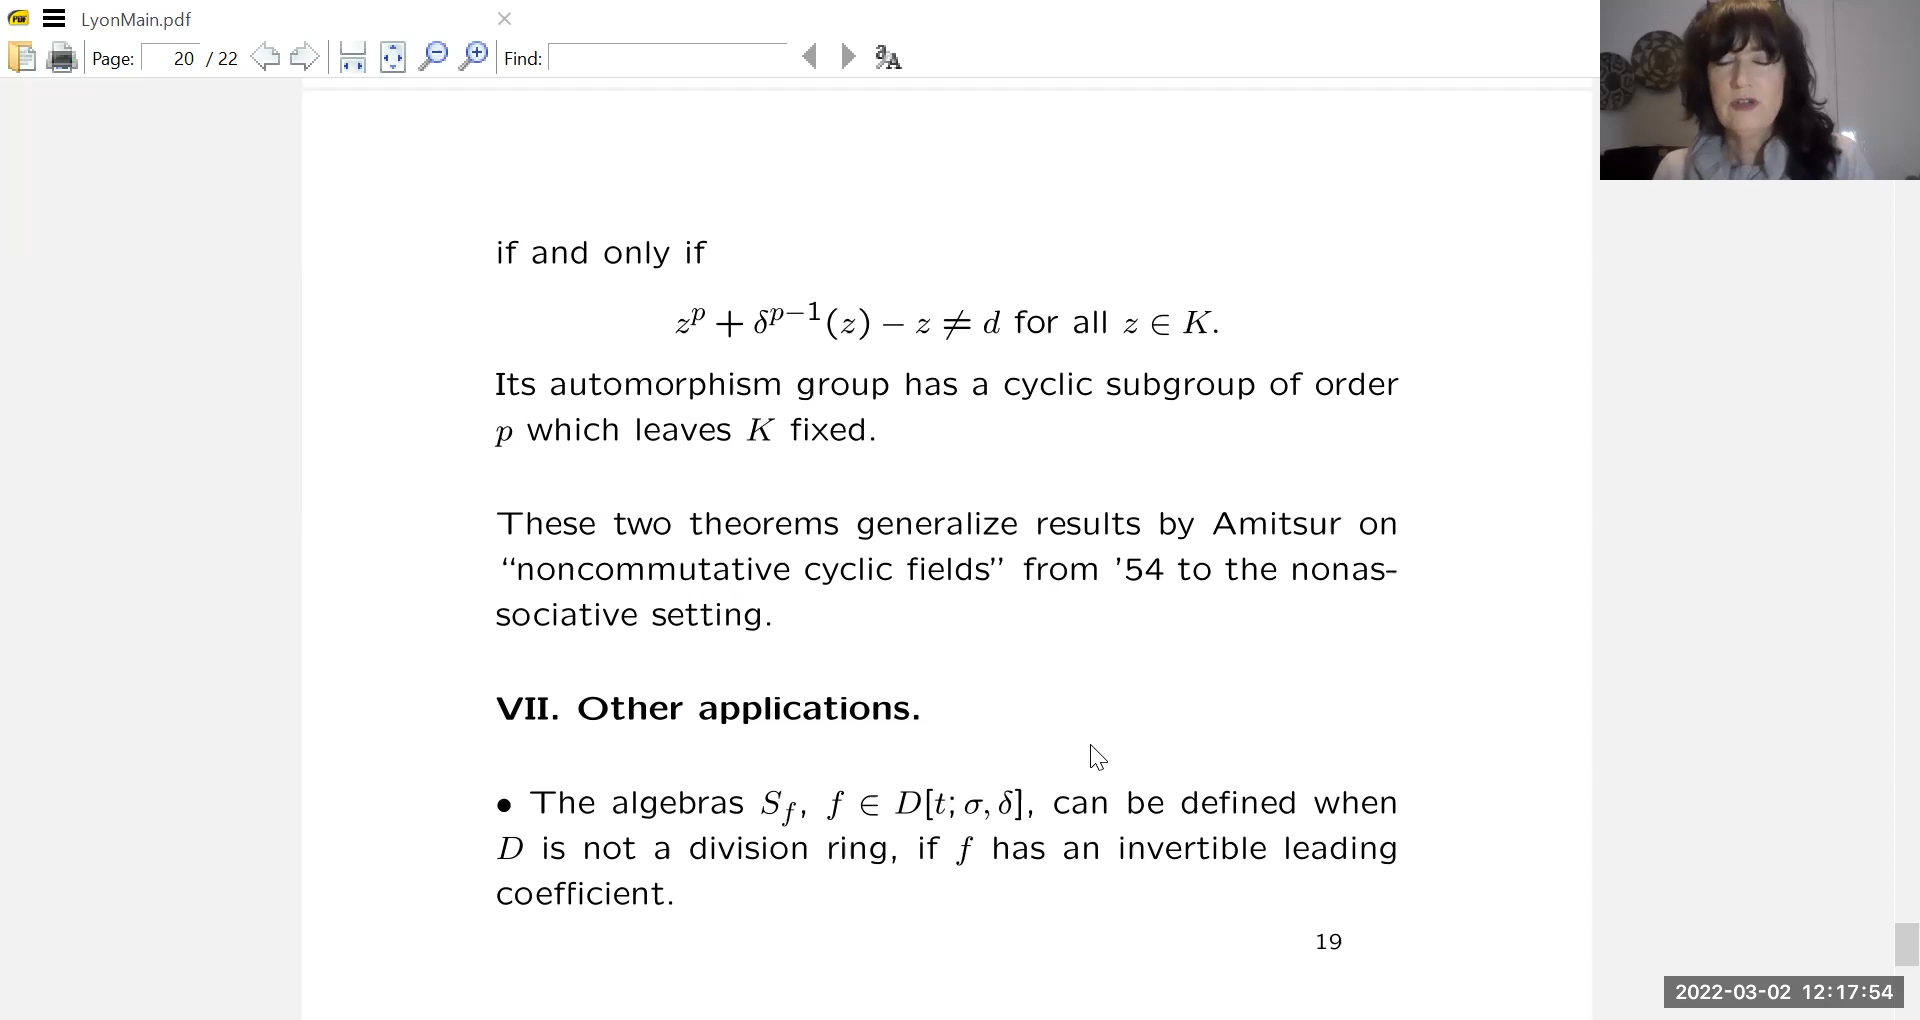 LyonMain.pdf
Page: 20 / 22 Find:
if and only if
z^p + δ^{p−1}(z) − z ≠ d for all z ∈ K.
Its automorphism group has a cyclic subgroup of order
p which leaves K fixed.
These two theorems generalize results by Amitsur on
“noncommutative cyclic fields” from ’54 to the nonas-
sociative setting.
VII. Other applications.
• The algebras S_f, f ∈ D[t; σ, δ], can be defined when
D is not a division ring, if f has an invertible leading
coefficient.
19
2022-03-02 12:17:54